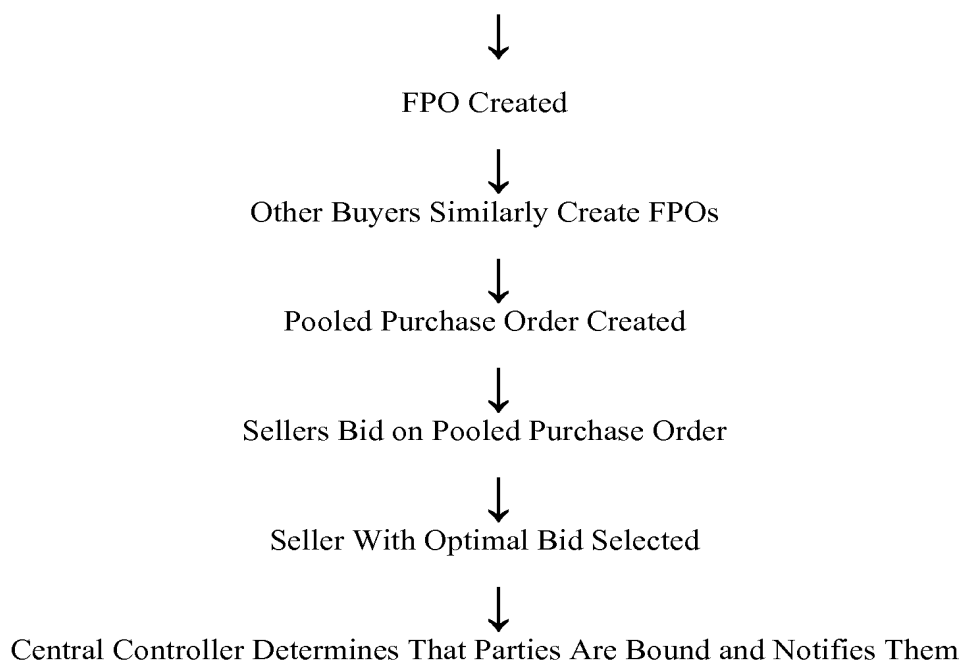 FPO Created
Other Buyers Similarly Create FPOs
Pooled Purchase Order Created
Sellers Bid on Pooled Purchase Order
Seller With Optimal Bid Selected
Central Controller Determines That Parties Are Bound and Notifies Them